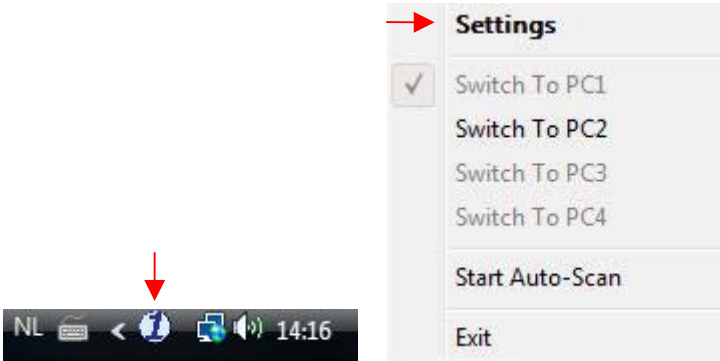 NL < 14:16
Settings
Switch To PC1
Switch To PC2
Switch To PC3
Switch To PC4
Start Auto-Scan
Exit